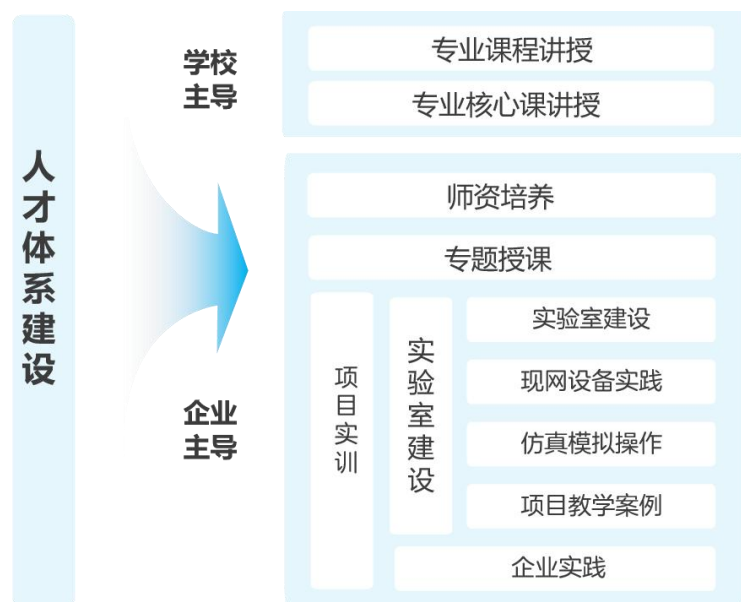 人才体系建设
学校
主导
专业课程讲授
专业核心课讲授
企业
主导
师资培养
专题授课
项目实训
实验室建设
实验室建设
现网设备实践
仿真模拟操作
项目教学案例
企业实践